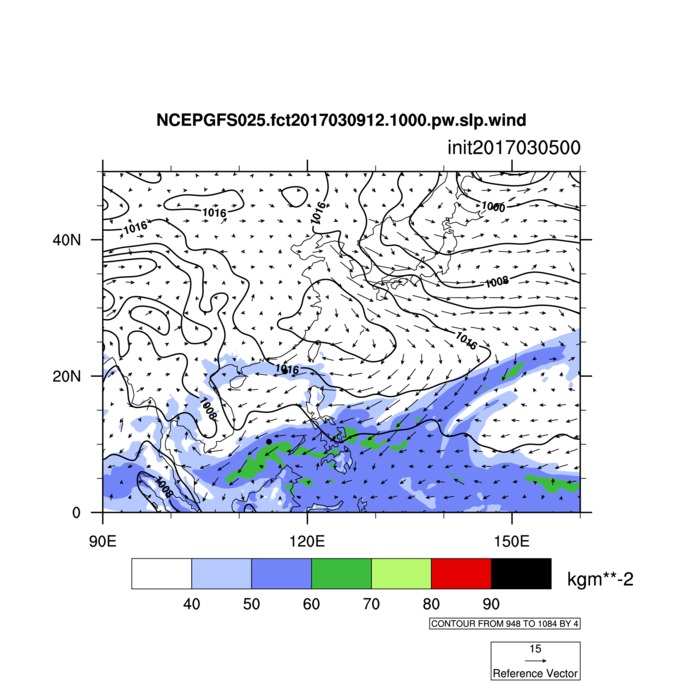 NCEPGFS025.fct2017030912.1000.pw.slp.wind
init2017030500
1016
1016
1016
1000
40N
1008
1016
20N
1016
1008
1008
0
90E 120E 150E
40 50 60 70 80 90
kgm**-2
CONTOUR FROM 948 TO 1084 BY 4
15
Reference Vector